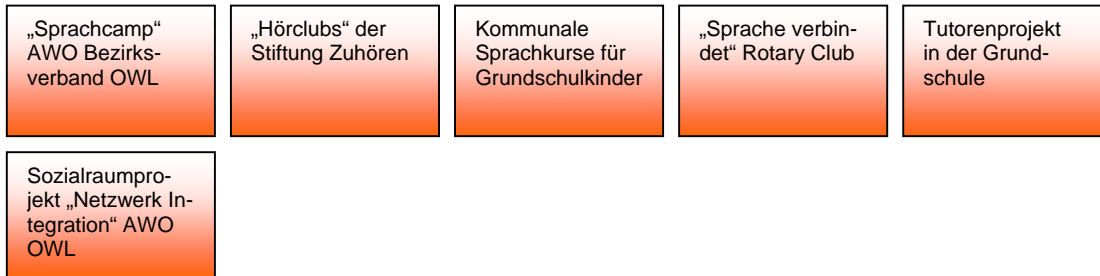 „Sprachcamp“
AWO Bezirks-
verband OWL
„Hörclubs“ der
Stiftung Zuhören
Kommunale
Sprachkurse für
Grundschulkinder
„Sprache verbin-
det“ Rotary Club
Tutorenprojekt
in der Grund-
schule
Sozialraumpro-
jekt „Netzwerk In-
tegration“ AWO
OWL